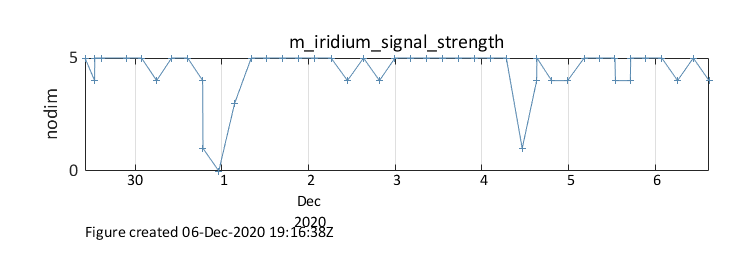 m_iridium_signal_strength
5
nodim
0
30 1 2 3 4 5 6
Dec
2020
Figure created 06-Dec-2020 19:16:38Z